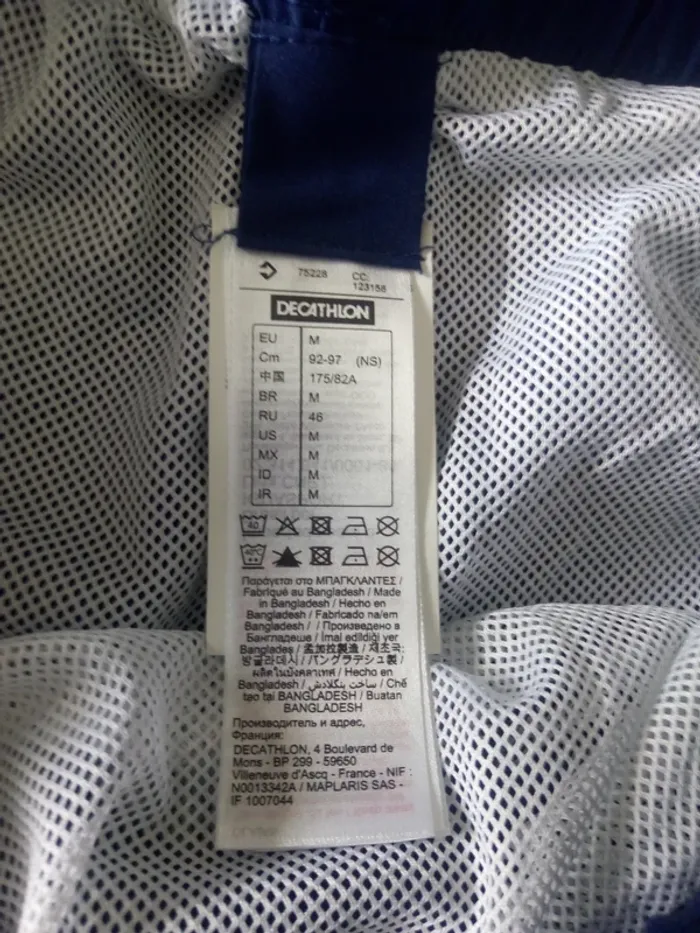 75228 CC:
123158
DECATHLON
EU M
Cm 92-97 (NS)
中国 175/82A
BR M
RU 46
US M
MX M
ID M
IR M
40
40°C
Παράγεται στο ΜΠΑΓΚΛΑΝΤΕΣ /
Fabriqué au Bangladesh / Made
in Bangladesh / Hecho en
Bangladesh / Fabricado na/em
Bangladesh / / Произведено в
Бангладеше / İmal edildiği yer
Bangladeş / 孟加拉製造 / 제조국:
방글라데시 / バングラデシュ製 /
ผลิตในบังคลาเทศ / Hecho en
Bangladesh / ساخت بنگلادش / Chế
tạo tại BANGLADESH / Buatan
BANGLADESH
Производитель и адрес,
Франция:
DECATHLON, 4 Boulevard de
Mons - BP 299 - 59650
Villeneuve d'Ascq - France - NIF :
N0013342A / MAPLARIS SAS -
IF 1007044